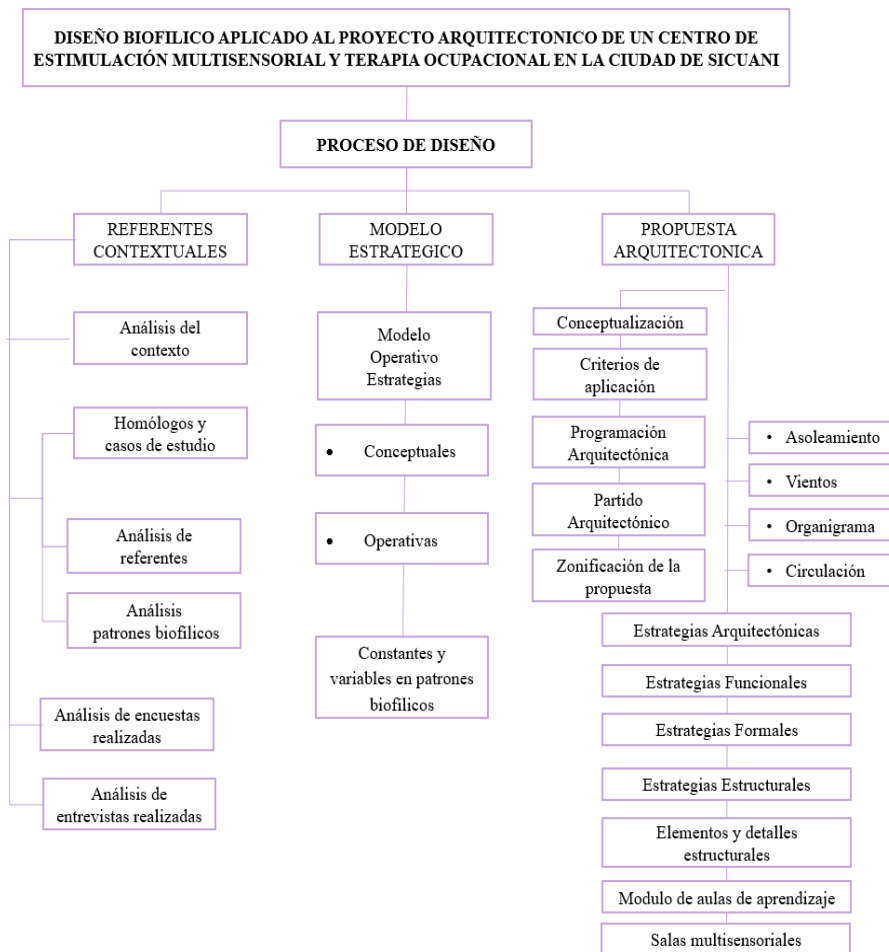 DISEÑO BIOFILICO APLICADO AL PROYECTO ARQUITECTONICO DE UN CENTRO DE
ESTIMULACIÓN MULTISENSORIAL Y TERAPIA OCUPACIONAL EN LA CIUDAD DE SICUANI
PROCESO DE DISEÑO
REFERENTES
CONTEXTUALES
Análisis del
contexto
Homólogos y
casos de estudio
Análisis de
referentes
Análisis
patrones biofílicos
Análisis de encuestas
realizadas
Análisis de
entrevistas realizadas
MODELO
ESTRATEGICO
Modelo
Operativo
Estrategias
• Conceptuales
• Operativas
Constantes y
variables en patrones
biofílicos
PROPUESTA
ARQUITECTONICA
Conceptualización
Criterios de
aplicación
Programación
Arquitectónica
Partido
Arquitectónico
Zonificación de la
propuesta
• Asoleamiento
• Vientos
• Organigrama
• Circulación
Estrategias Arquitectónicas
Estrategias Funcionales
Estrategias Formales
Estrategias Estructurales
Elementos y detalles
estructurales
Modulo de aulas de aprendizaje
Salas multisensoriales